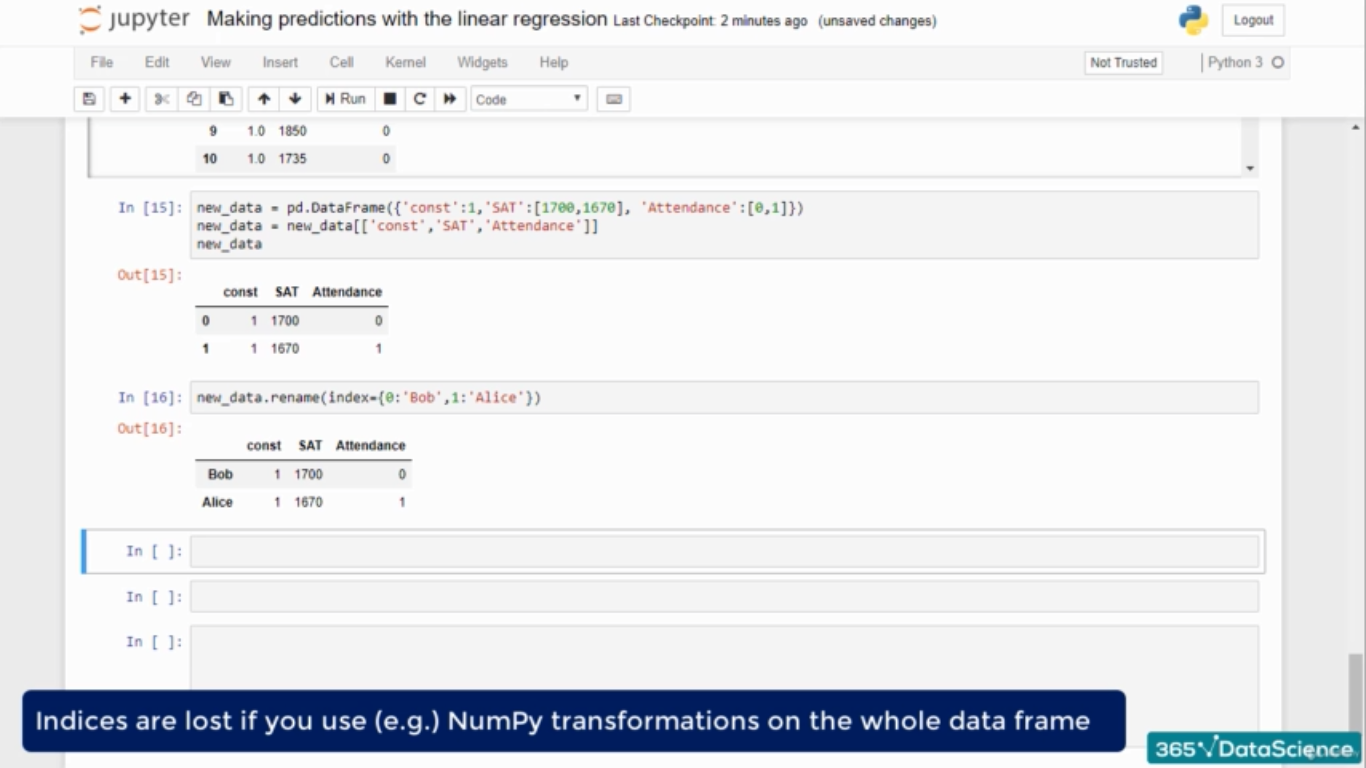 jupyter Making predictions with the linear regression Last Checkpoint: 2 minutes ago (unsaved changes) Logout
File Edit View Insert Cell Kernel Widgets Help Not Trusted Python 3
Run Code
9 1.0 1850 0
10 1.0 1735 0
In [15]: new_data = pd.DataFrame({'const':1,'SAT':[1700,1670], 'Attendance':[0,1]})
new_data = new_data[['const','SAT','Attendance']]
new_data
Out[15]:
const SAT Attendance
0 1 1700 0
1 1 1670 1
In [16]: new_data.rename(index={0:'Bob',1:'Alice'})
Out[16]:
const SAT Attendance
Bob 1 1700 0
Alice 1 1670 1
In [ ]:
In [ ]:
In [ ]:
Indices are lost if you use (e.g.) NumPy transformations on the whole data frame
365 DataScience